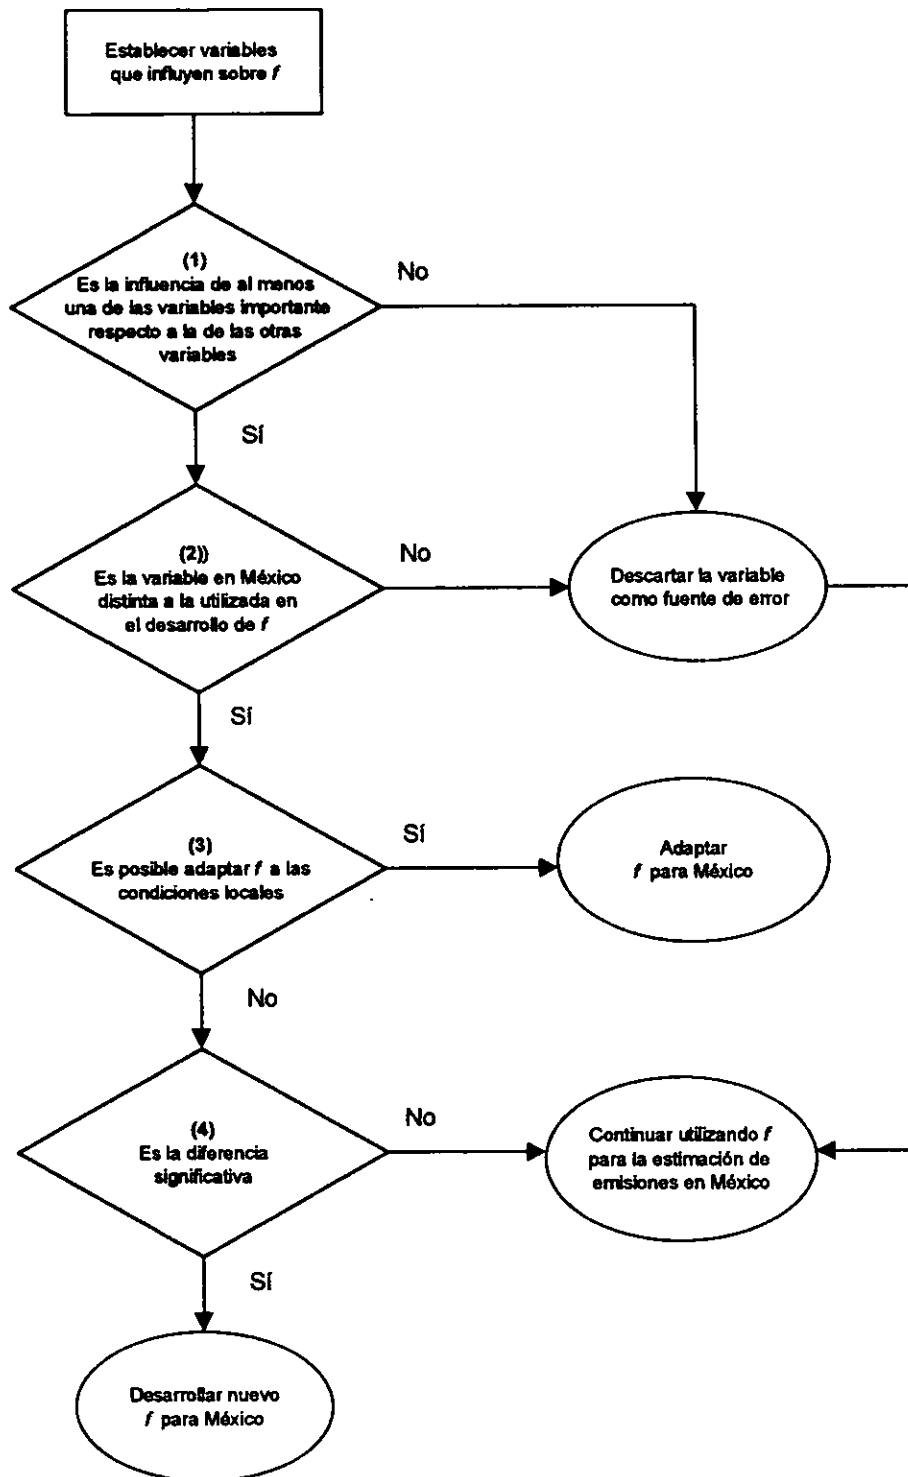 Establecer variables
que influyen sobre f
(1)
Es la influencia de al menos
una de las variables importante
respecto a la de las otras
variables
No
Sí
(2))
Es la variable en México
distinta a la utilizada en
el desarrollo de f
No
Descartar la variable
como fuente de error
Sí
(3)
Es posible adaptar f a las
condiciones locales
Sí
Adaptar
f para México
No
(4)
Es la diferencia
significativa
No
Continuar utilizando f
para la estimación de
emisiones en México
Sí
Desarrollar nuevo
f para México